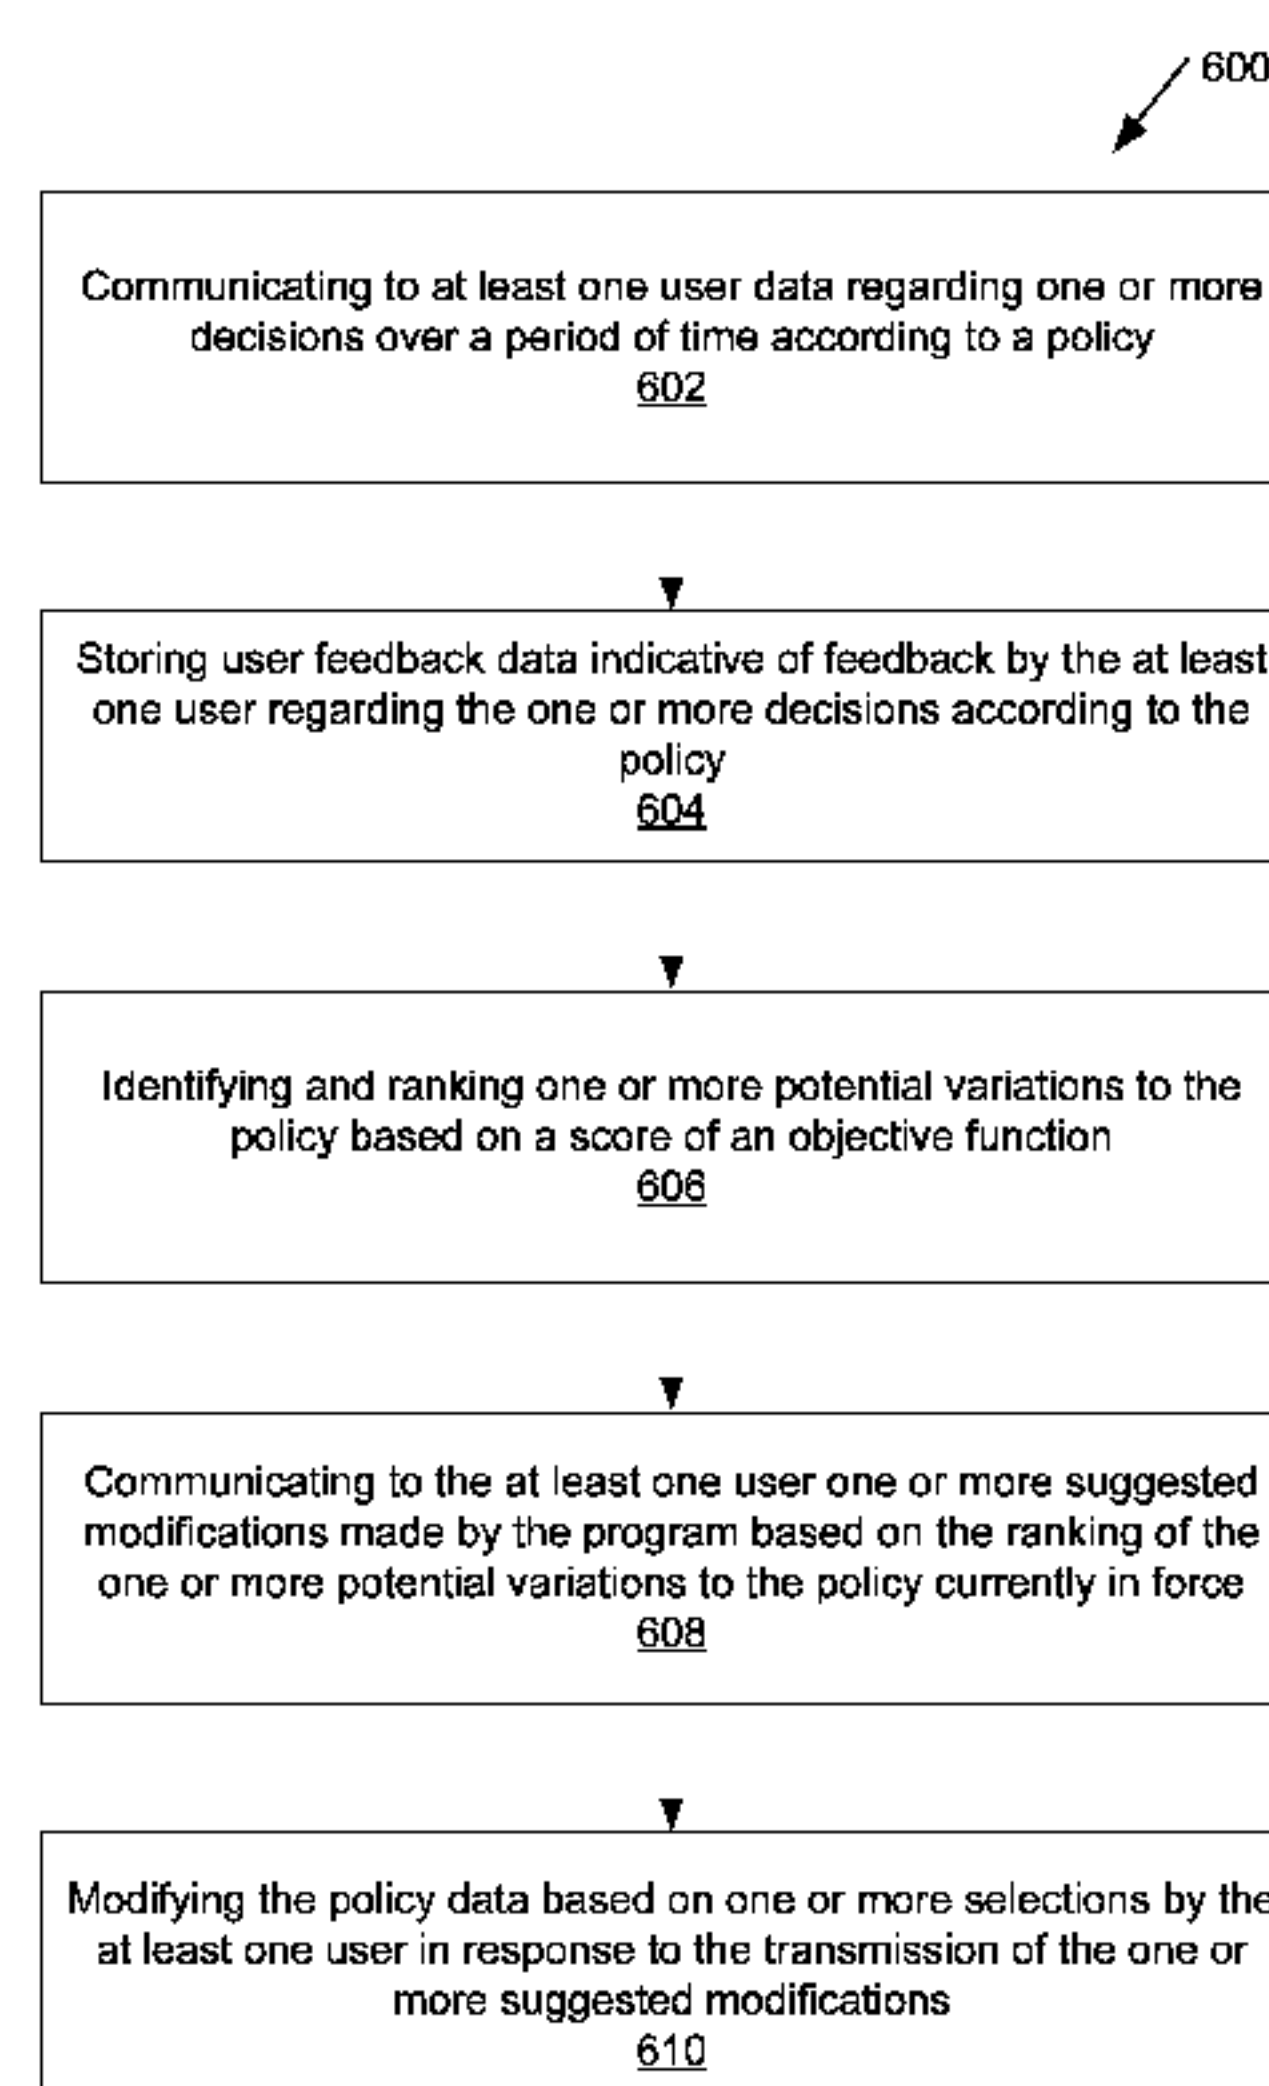 600
Communicating to at least one user data regarding one or more
decisions over a period of time according to a policy
602
Storing user feedback data indicative of feedback by the at least
one user regarding the one or more decisions according to the
policy
604
Identifying and ranking one or more potential variations to the
policy based on a score of an objective function
606
Communicating to the at least one user one or more suggested
modifications made by the program based on the ranking of the
one or more potential variations to the policy currently in force
608
Modifying the policy data based on one or more selections by the
at least one user in response to the transmission of the one or
more suggested modifications
610